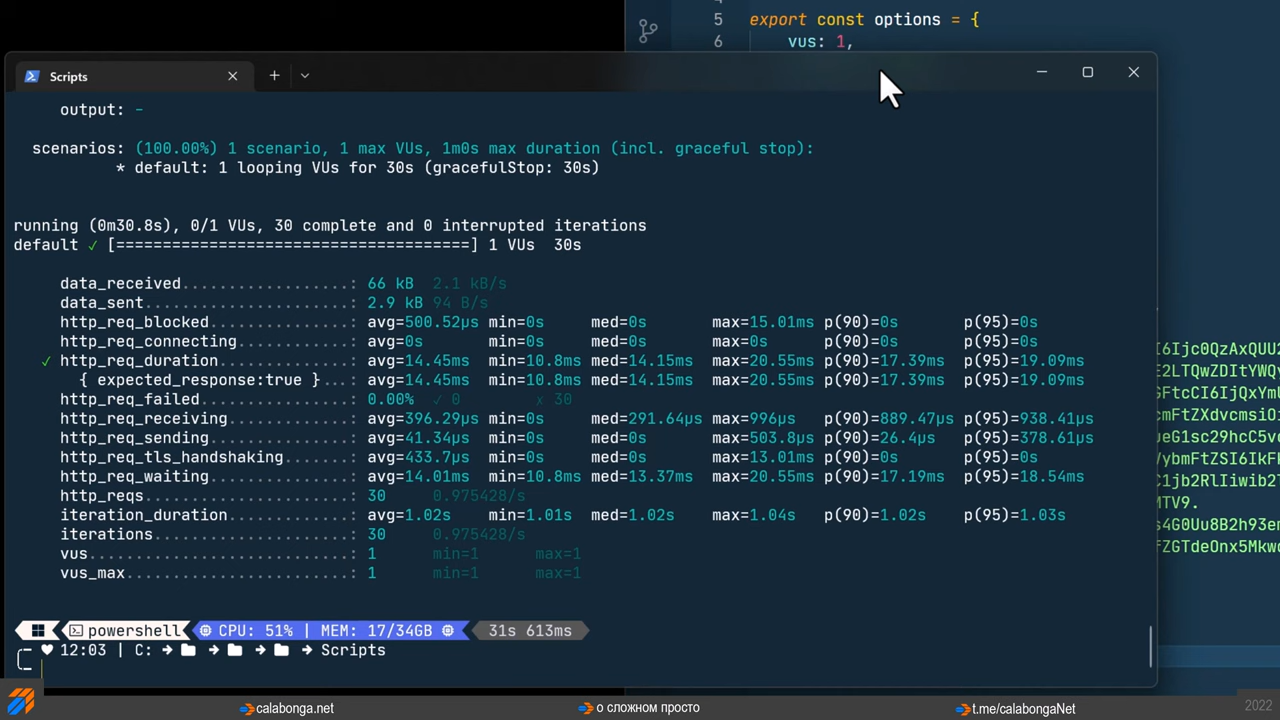 5 export const options = {
6 vus: 1,
Scripts
output: -
scenarios: (100.00%) 1 scenario, 1 max VUs, 1m0s max duration (incl. graceful stop):
* default: 1 looping VUs for 30s (gracefulStop: 30s)
running (0m30.8s), 0/1 VUs, 30 complete and 0 interrupted iterations
default ✓ [======================================] 1 VUs 30s
data_received..................: 66 kB 2.1 kB/s
data_sent......................: 2.9 kB 94 B/s
http_req_blocked...............: avg=500.52µs min=0s med=0s max=15.01ms p(90)=0s p(95)=0s
http_req_connecting............: avg=0s min=0s med=0s max=0s p(90)=0s p(95)=0s
✓ http_req_duration..............: avg=14.45ms min=10.8ms med=14.15ms max=20.55ms p(90)=17.39ms p(95)=19.09ms
{ expected_response:true }...: avg=14.45ms min=10.8ms med=14.15ms max=20.55ms p(90)=17.39ms p(95)=19.09ms
http_req_failed................: 0.00% ✓ 0 x 30
http_req_receiving.............: avg=396.29µs min=0s med=291.64µs max=996µs p(90)=889.47µs p(95)=938.41µs
http_req_sending...............: avg=41.34µs min=0s med=0s max=503.8µs p(90)=26.4µs p(95)=378.61µs
http_req_tls_handshaking.......: avg=433.7µs min=0s med=0s max=13.01ms p(90)=0s p(95)=0s
http_req_waiting...............: avg=14.01ms min=10.8ms med=13.37ms max=20.55ms p(90)=17.19ms p(95)=18.54ms
http_reqs......................: 30 0.975428/s
iteration_duration.............: avg=1.02s min=1.01s med=1.02s max=1.04s p(90)=1.02s p(95)=1.03s
iterations.....................: 30 0.975428/s
vus............................: 1 min=1 max=1
vus_max........................: 1 min=1 max=1
powershell CPU: 51% | MEM: 17/34GB 31s 613ms
♥ 12:03 | C: → → → → Scripts
calabonga.net
о сложном просто
t.me/calabongaNet
2022